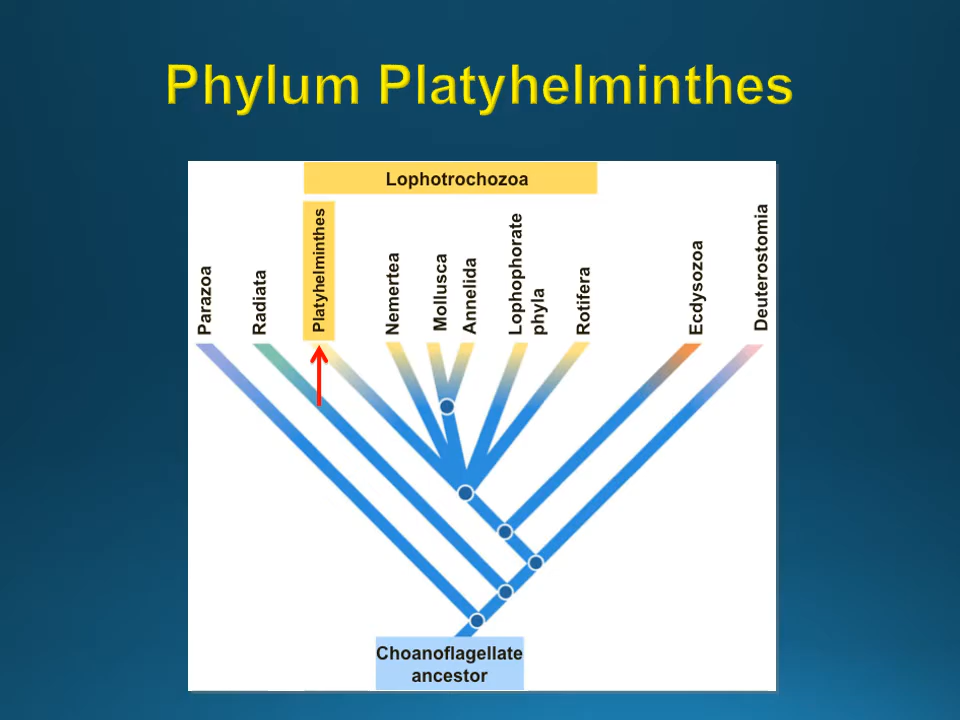 Phylum Platyhelminthes
Lophotrochozoa
Parazoa
Radiata
Platyhelminthes
Nemertea
Mollusca
Annelida
Lophophorate
phyla
Rotifera
Ecdysozoa
Deuterostomia
Choanoflagellate
ancestor